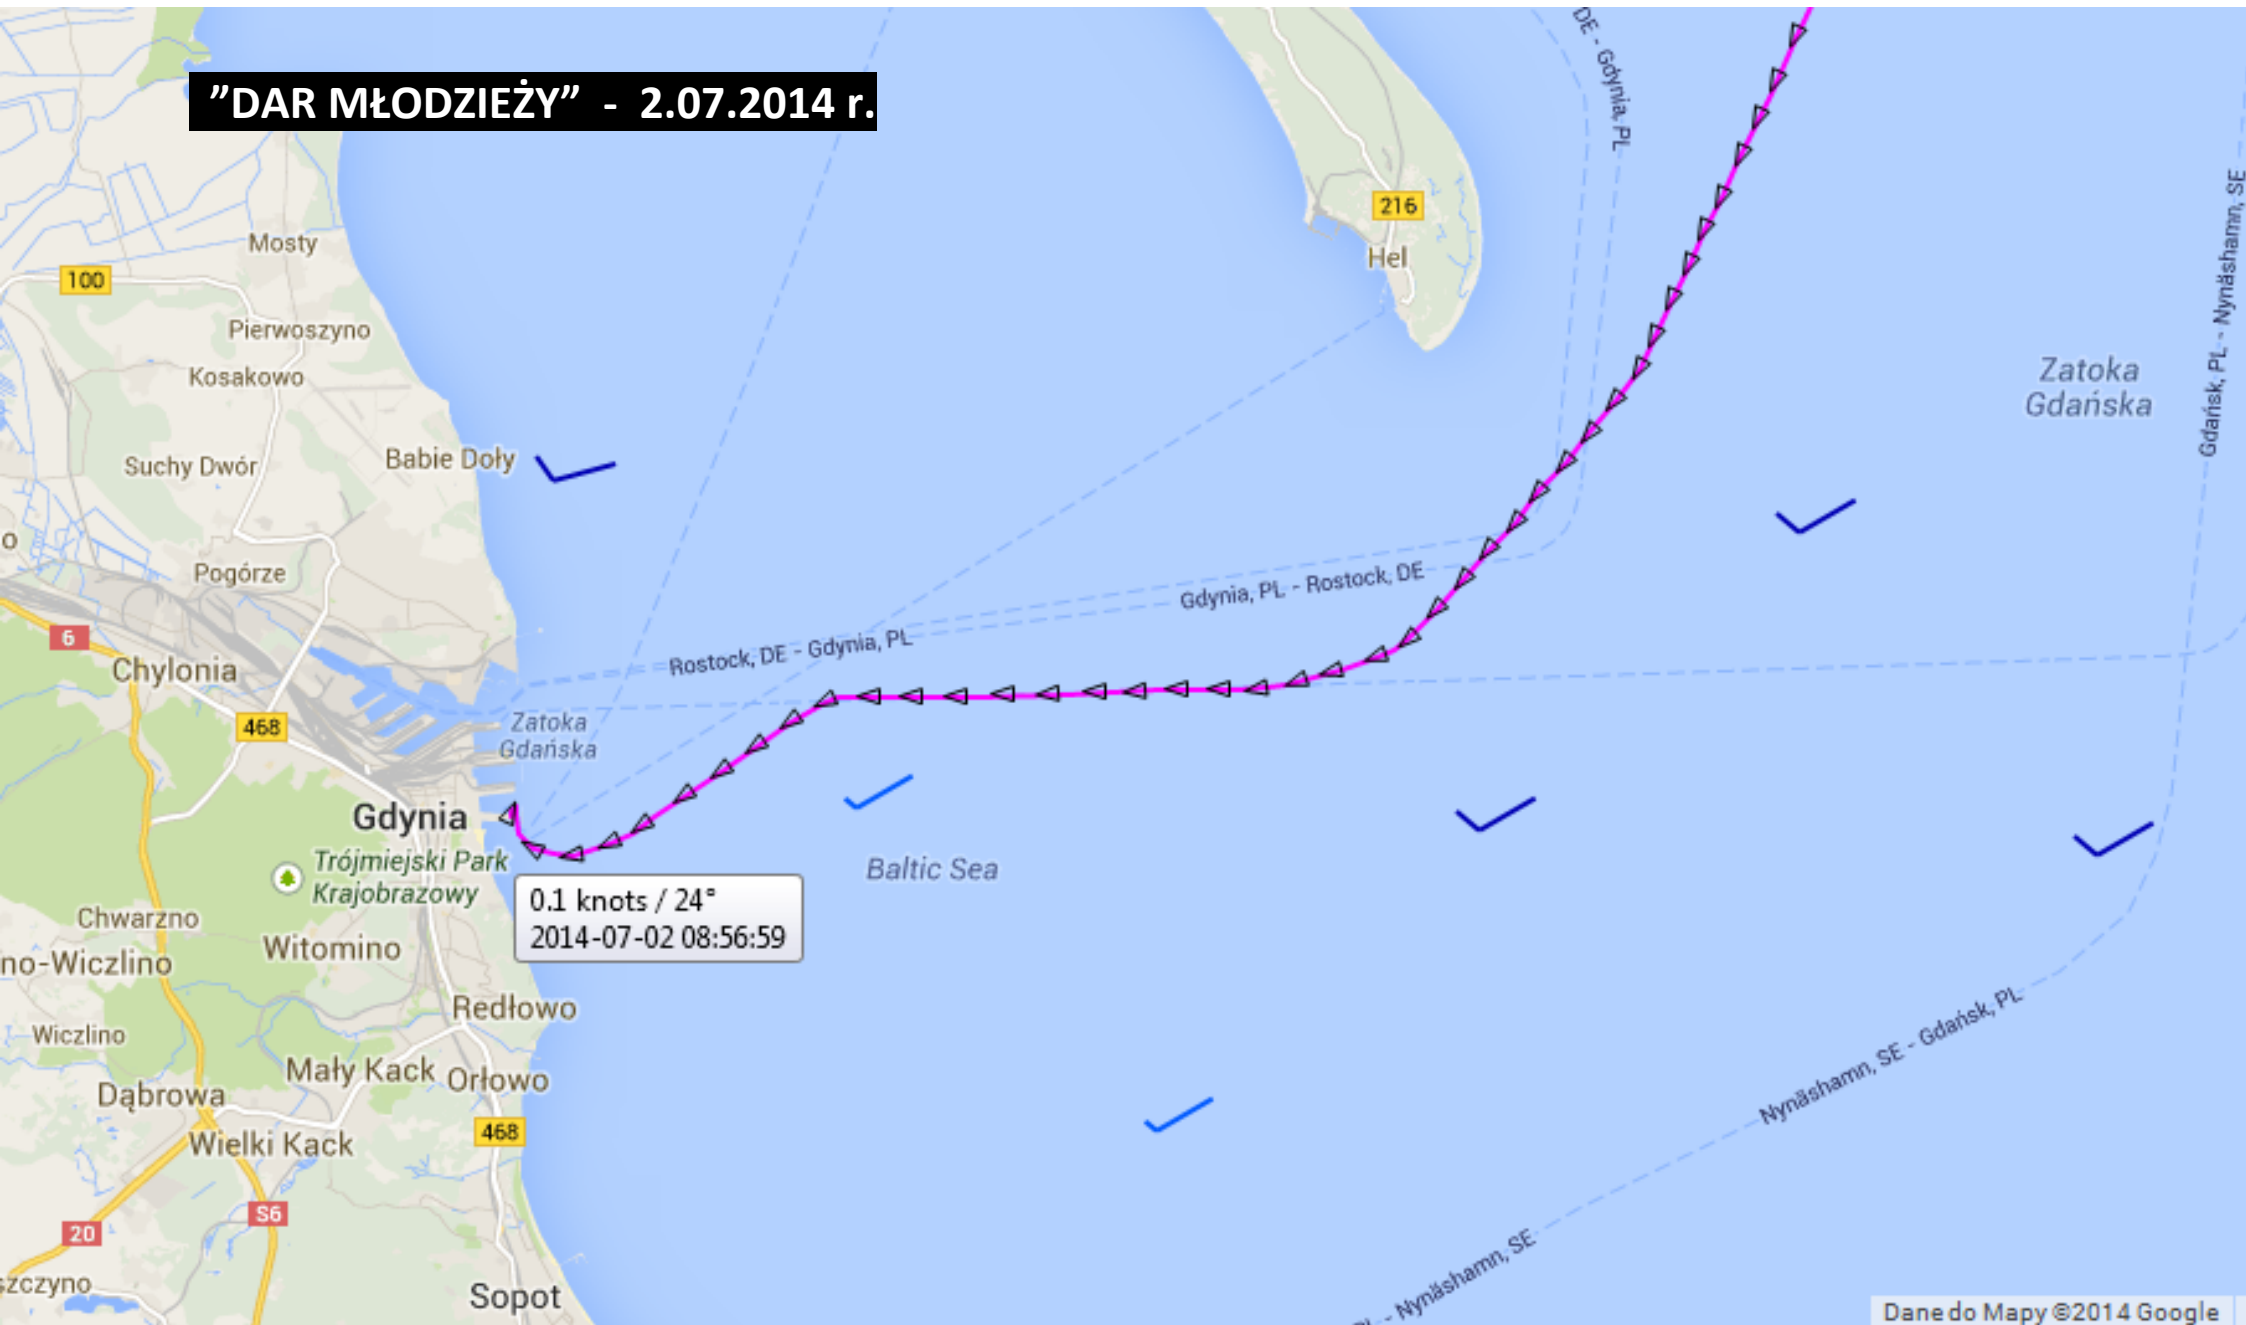 DE - Gdynia, PL
"DAR MŁODZIEŻY" - 2.07.2014 r.
216
Hel
Mosty
100
Pierwoszyno
Kosakowo
Zatoka
Gdańska
Gdańsk, PL - Nynäshamn, SE
Babie Doły
Suchy Dwór
o
Pogórze
Gdynia, PL - Rostock, DE
6
Rostock, DE - Gdynia, PL
Chylonia
468
Zatoka
Gdańska
Gdynia
Trójmiejski Park
Krajobrazowy
Baltic Sea
0.1 knots / 24°
2014-07-02 08:56:59
Chwarzno
Witomino
no-Wiczlino
Redłowo
Wiczlino
Nynäshamn, SE - Gdańsk, PL
Mały Kack
Orłowo
Dąbrowa
468
Wielki Kack
S6
20
PL - Nynäshamn, SE
szczyno
Sopot
Dane do Mapy ©2014 Google